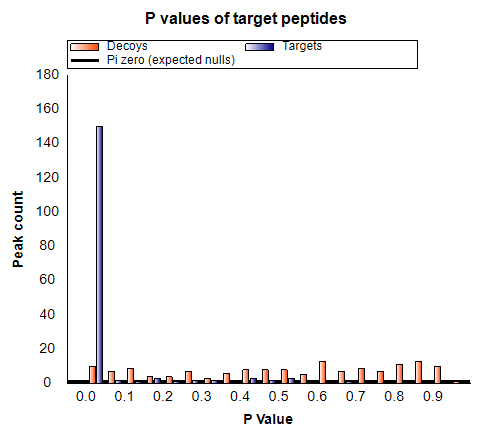 P values of target peptides
Decoys Targets
Pi zero (expected nulls)
180
160
140
120
100
80
60
40
20
0
Peak count
0.0 0.1 0.2 0.3 0.4 0.5 0.6 0.7 0.8 0.9
P Value